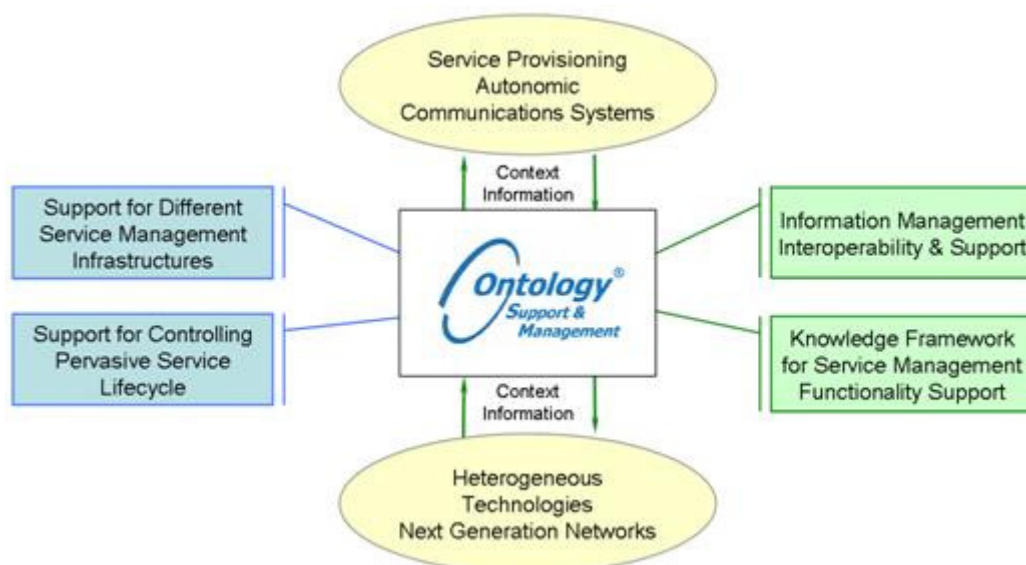 Service Provisioning
Autonomic
Communications Systems
Context
Information
Support for Different
Service Management
Infrastructures
Information Management
Interoperability & Support
Ontology®
Support &
Management
Support for Controlling
Pervasive Service
Lifecycle
Knowledge Framework
for Service Management
Functionality Support
Context
Information
Heterogeneous
Technologies
Next Generation Networks